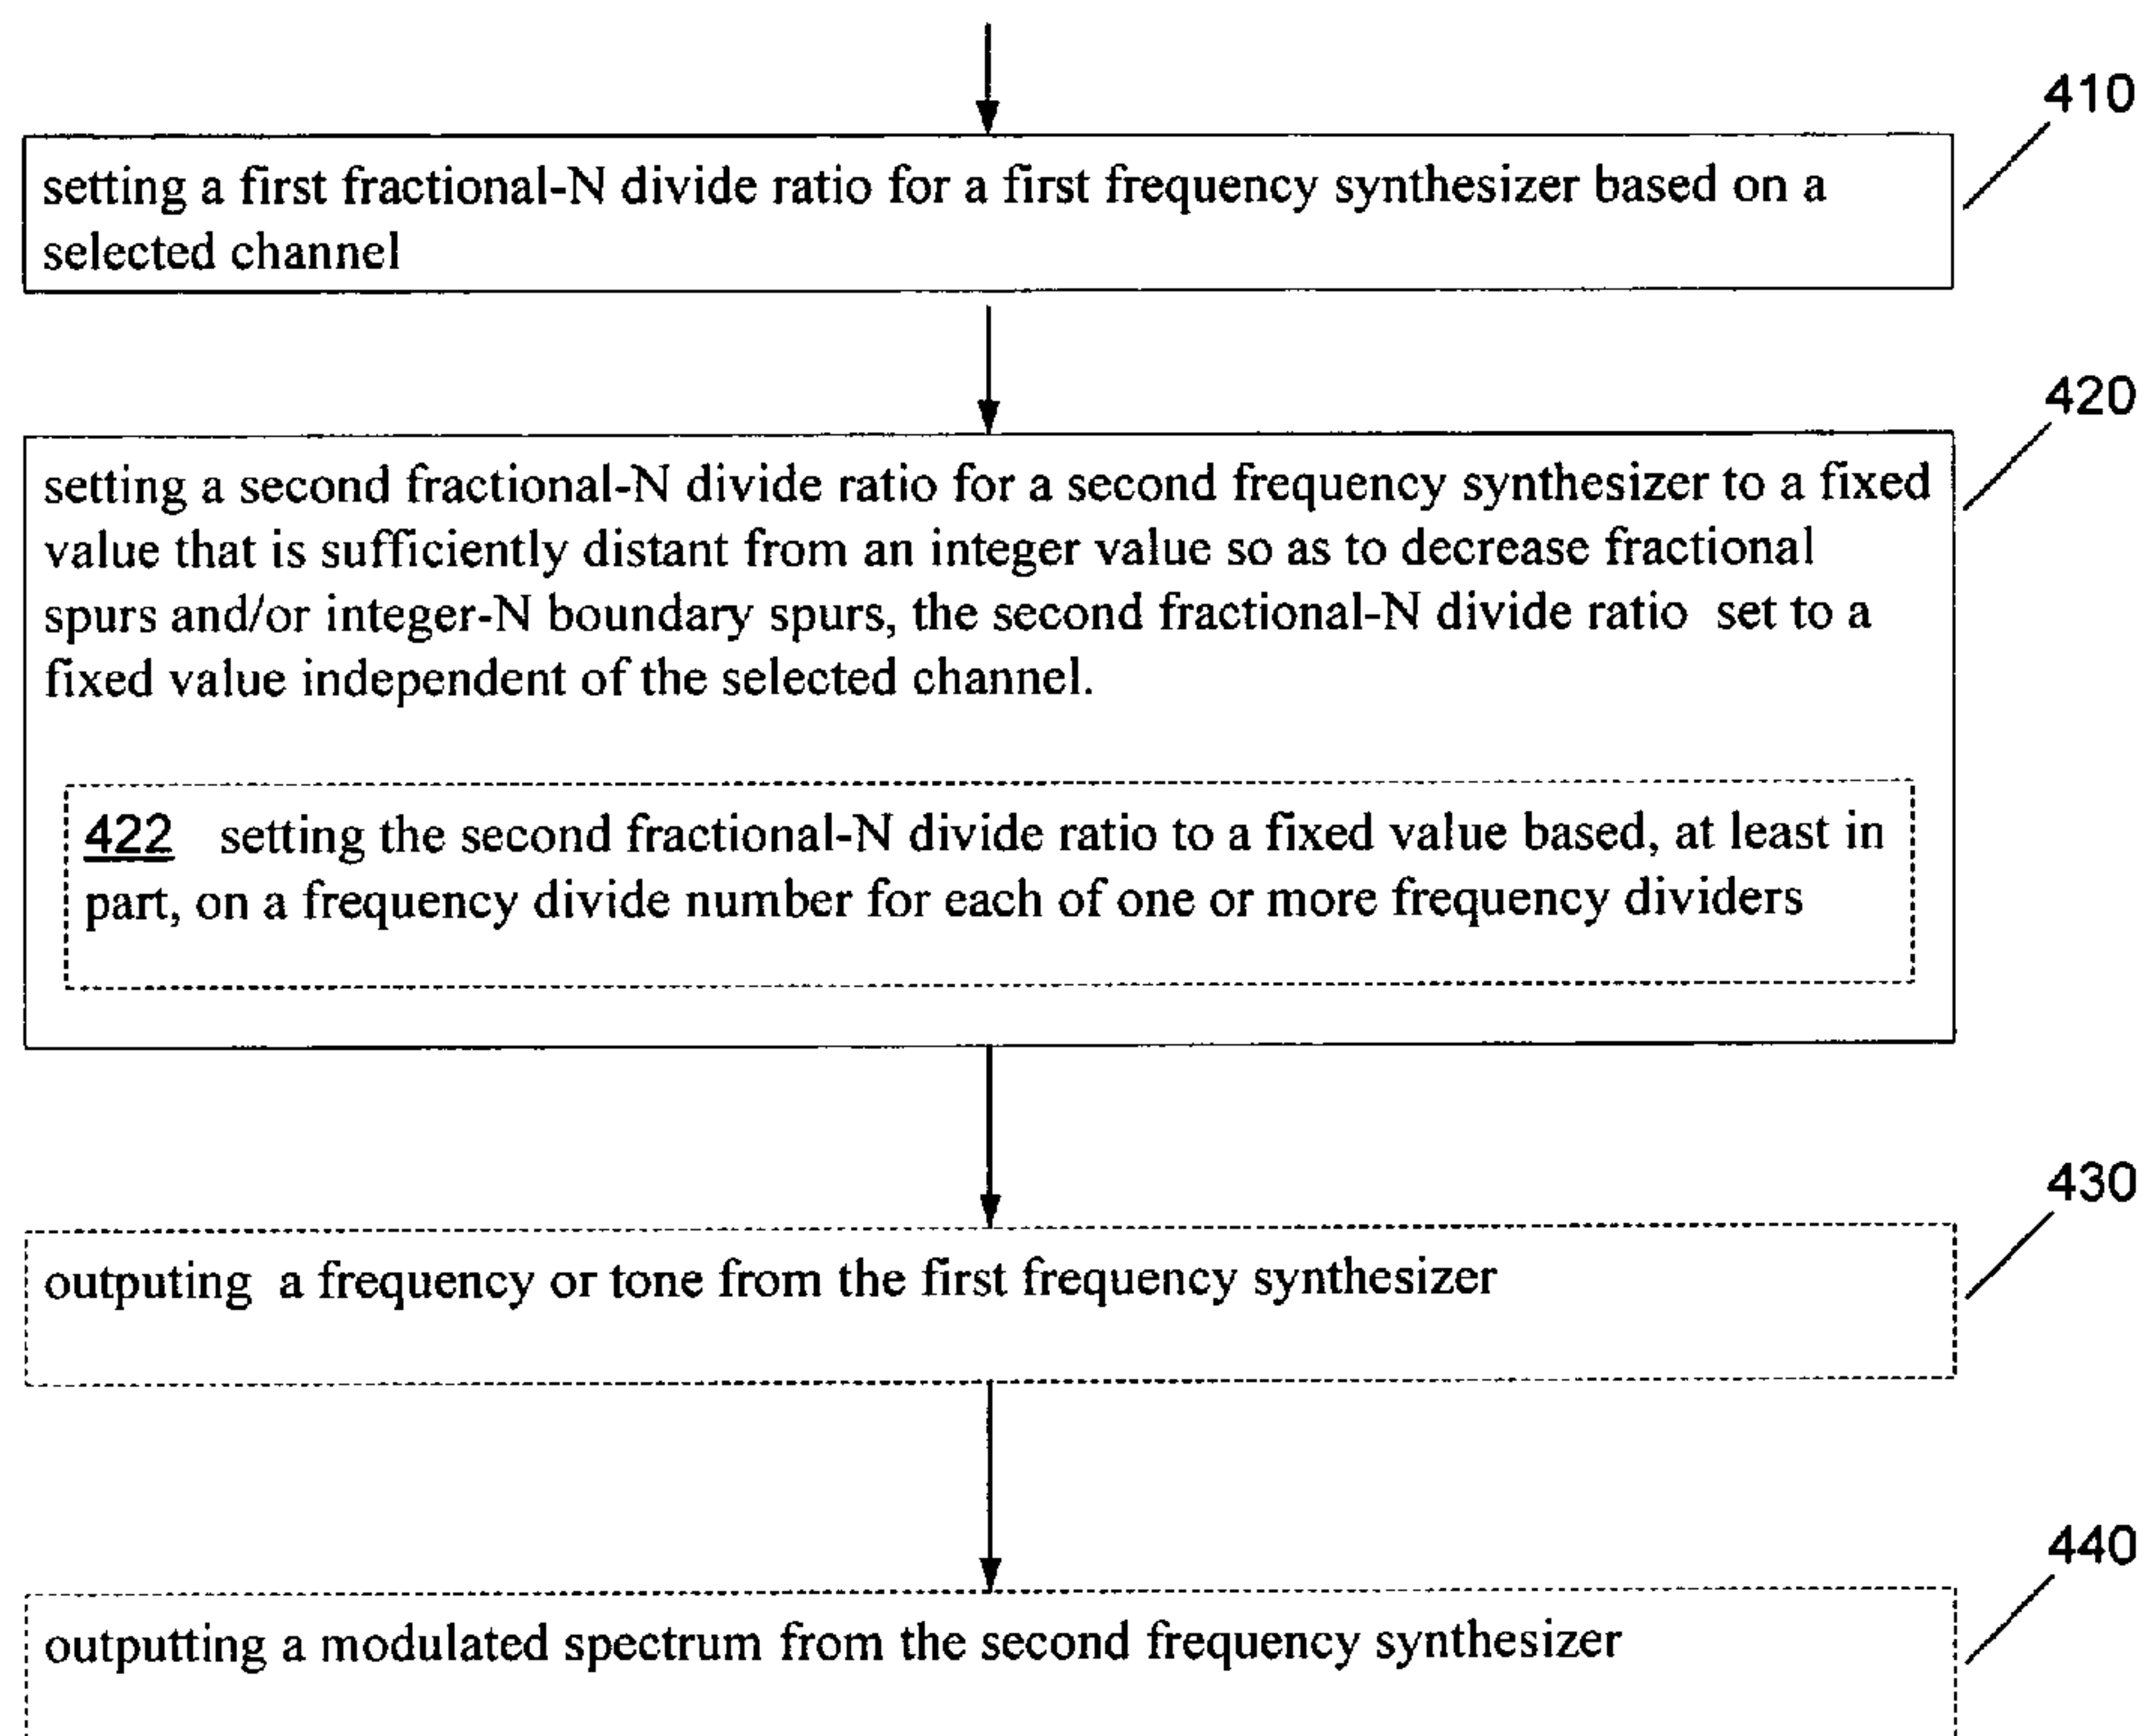 410
setting a first fractional-N divide ratio for a first frequency synthesizer based on a
selected channel
420
setting a second fractional-N divide ratio for a second frequency synthesizer to a fixed
value that is sufficiently distant from an integer value so as to decrease fractional
spurs and/or integer-N boundary spurs, the second fractional-N divide ratio set to a
fixed value independent of the selected channel.
422 setting the second fractional-N divide ratio to a fixed value based, at least in
part, on a frequency divide number for each of one or more frequency dividers
430
outputing a frequency or tone from the first frequency synthesizer
440
outputting a modulated spectrum from the second frequency synthesizer